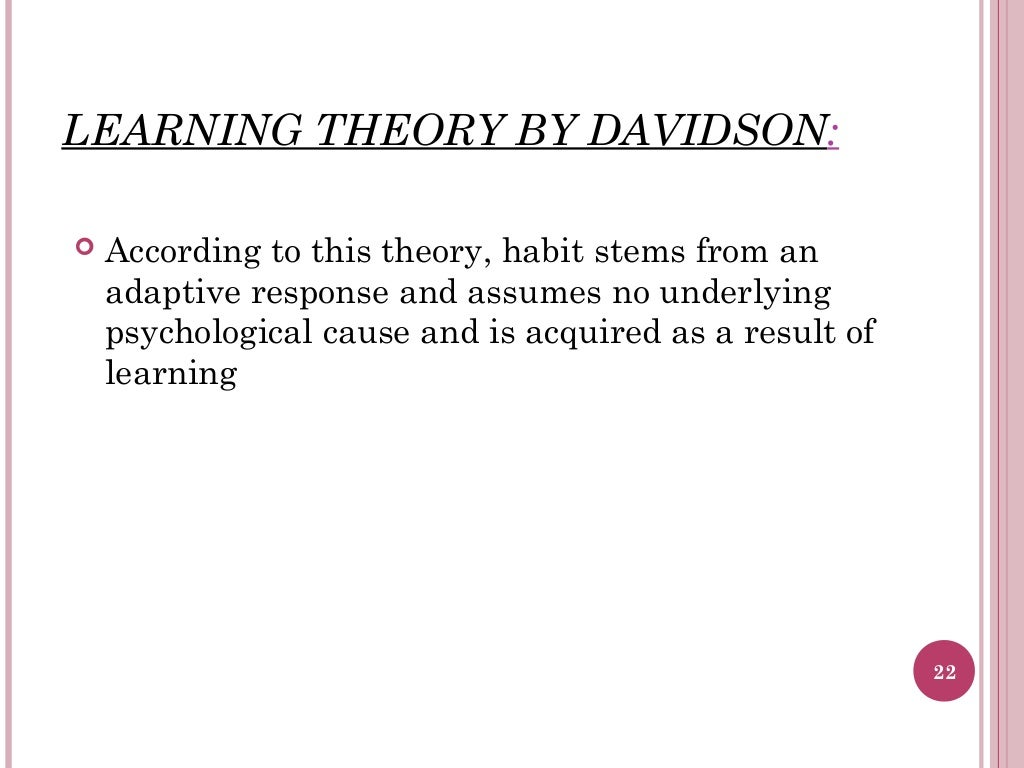 LEARNING THEORY BY DAVIDSON:
According to this theory, habit stems from an
adaptive response and assumes no underlying
psychological cause and is acquired as a result of
learning
22